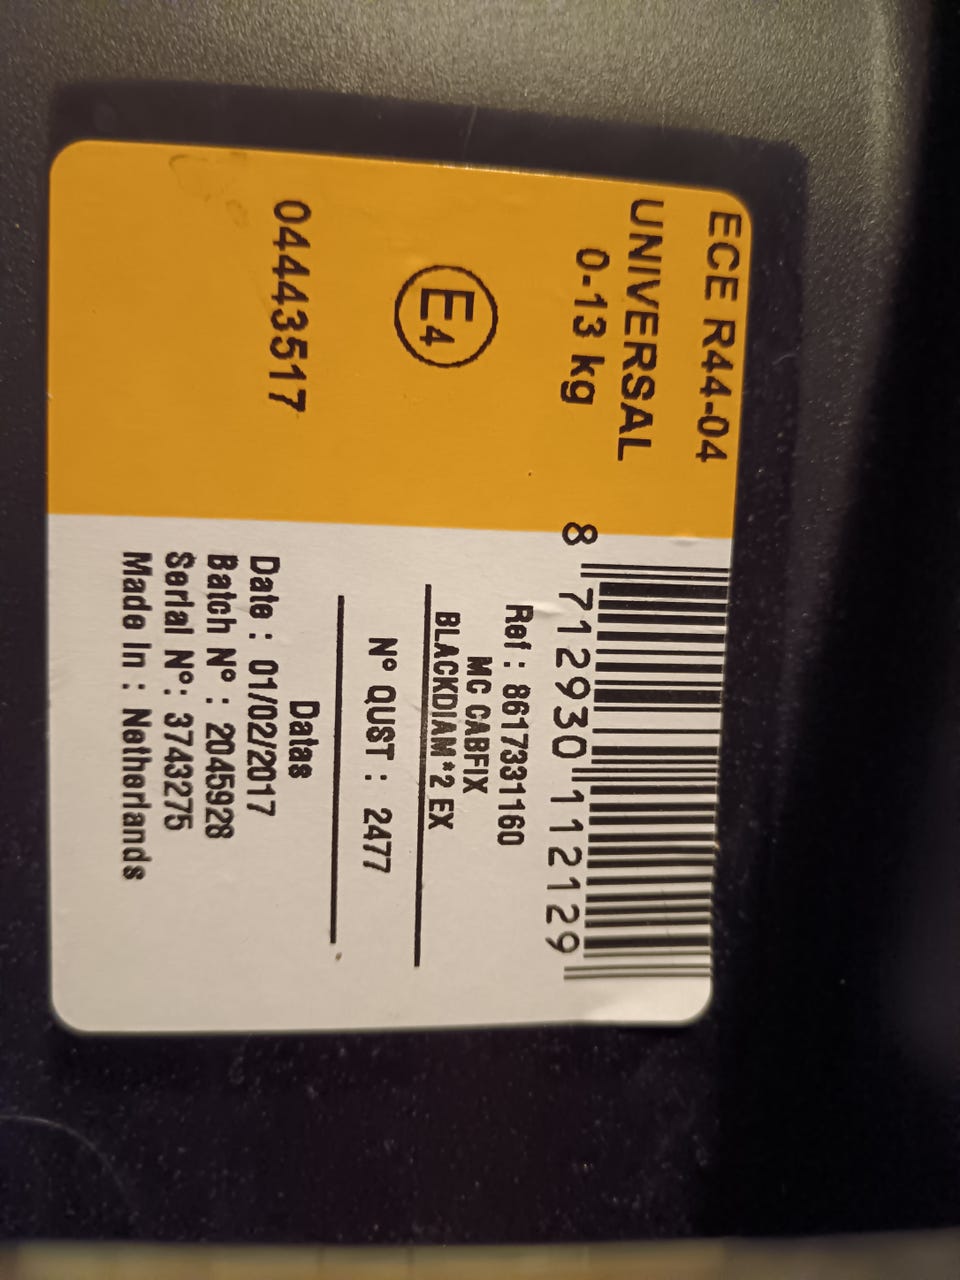 ECE R44-04
UNIVERSAL
0-13 kg
E4
04443517
8 712930 112129
Ref : 8617331160
MC CABFIX
BLACKDIAM*2 EX
N° QUST : 2477
Datas
Date : 01/02/2017
Batch N° : 2045928
Serial N°: 3743275
Made In : Netherlands